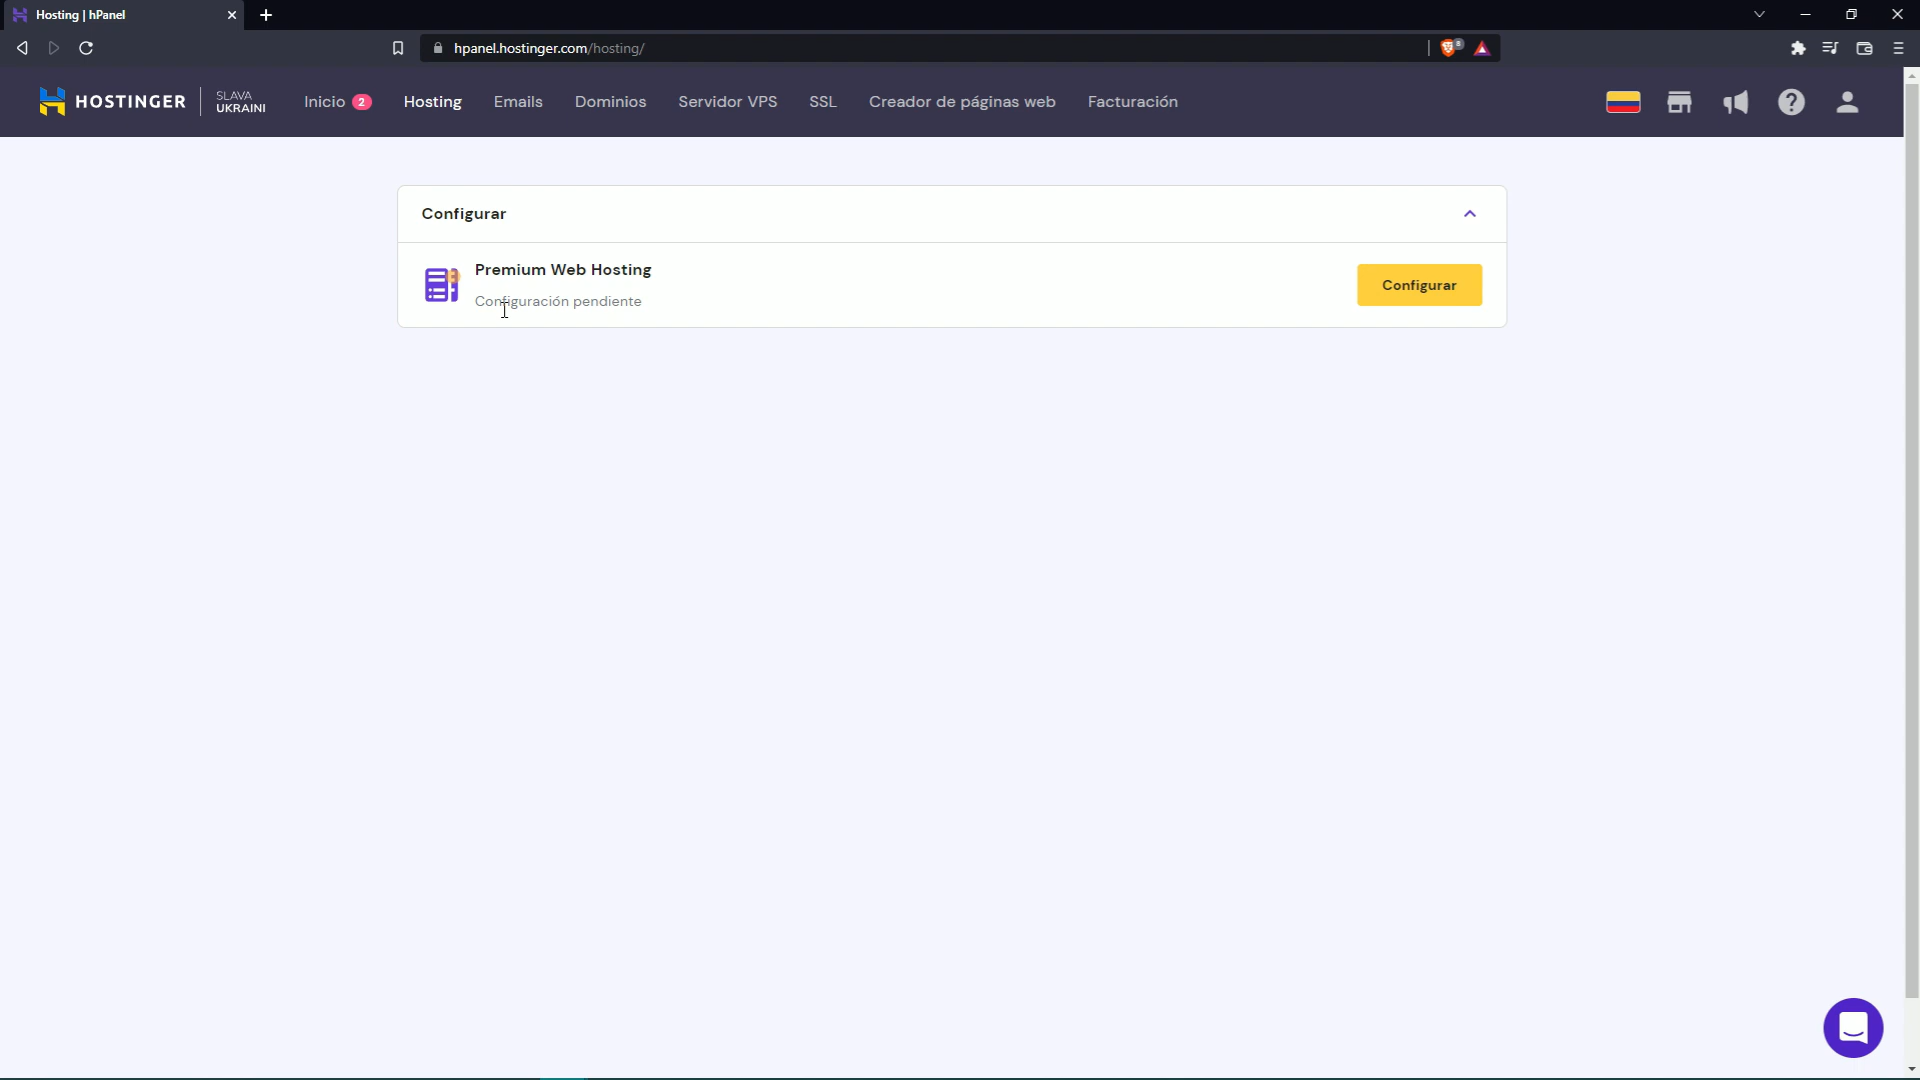 Hosting | hPanel
hpanel.hostinger.com/hosting/
8
HOSTINGER
SLAVA
UKRAINI
Inicio 2
Hosting
Emails
Dominios
Servidor VPS
SSL
Creador de páginas web
Facturación
Configurar
Premium Web Hosting
Configuración pendiente
Configurar